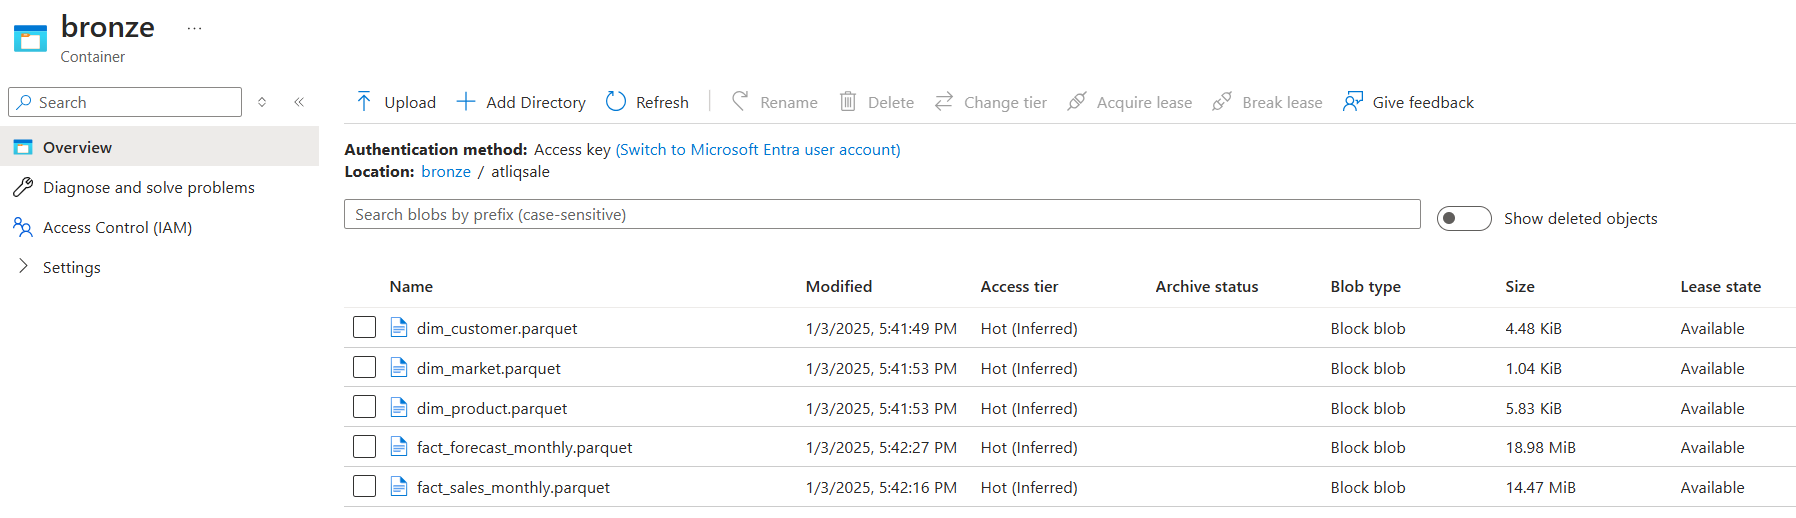 bronze ...
Container
Search
Overview
Diagnose and solve problems
Access Control (IAM)
Settings
Upload Add Directory Refresh Rename Delete Change tier Acquire lease Break lease Give feedback
Authentication method: Access key (Switch to Microsoft Entra user account)
Location: bronze / atliqsale
Search blobs by prefix (case-sensitive)
Show deleted objects
Name Modified Access tier Archive status Blob type Size Lease state
dim_customer.parquet 1/3/2025, 5:41:49 PM Hot (Inferred) Block blob 4.48 KiB Available
dim_market.parquet 1/3/2025, 5:41:53 PM Hot (Inferred) Block blob 1.04 KiB Available
dim_product.parquet 1/3/2025, 5:41:53 PM Hot (Inferred) Block blob 5.83 KiB Available
fact_forecast_monthly.parquet 1/3/2025, 5:42:27 PM Hot (Inferred) Block blob 18.98 MiB Available
fact_sales_monthly.parquet 1/3/2025, 5:42:16 PM Hot (Inferred) Block blob 14.47 MiB Available